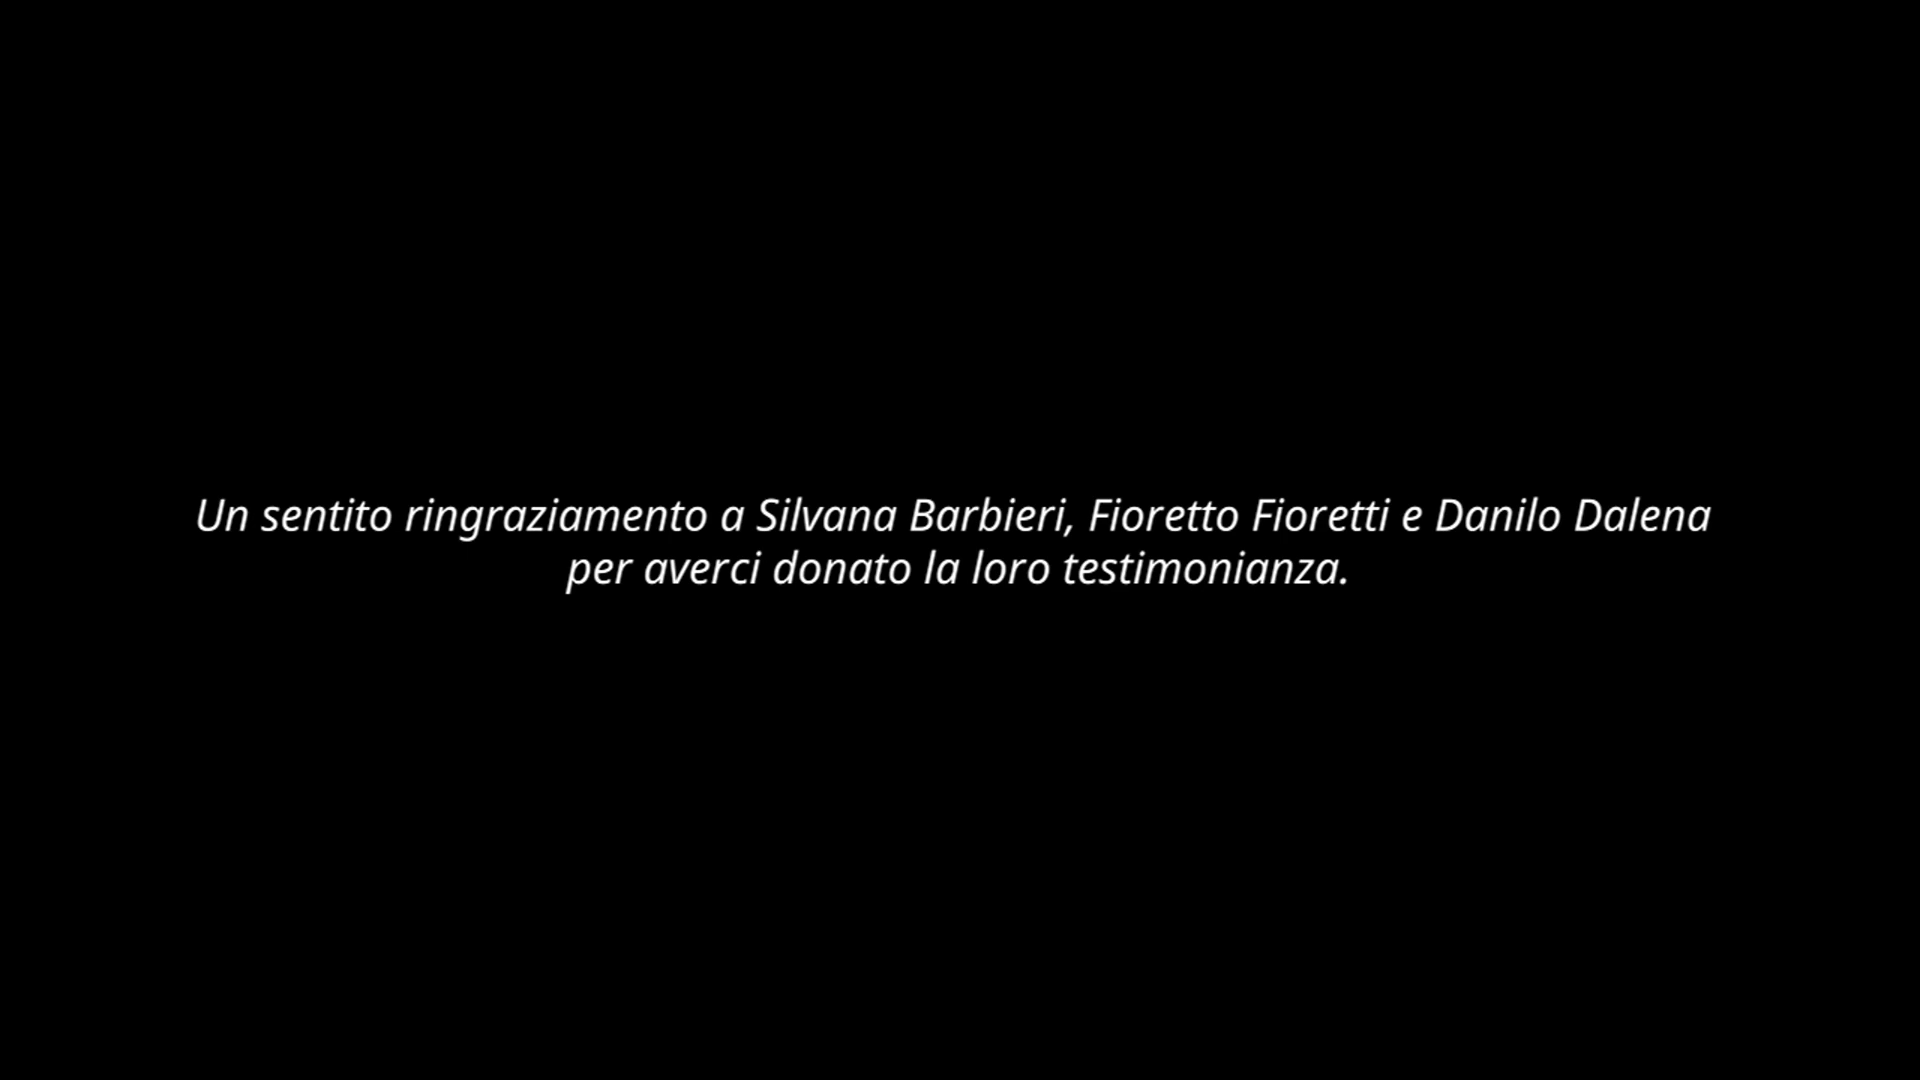 Un sentito ringraziamento a Silvana Barbieri, Fioretto Fioretti e Danilo Dalena
per averci donato la loro testimonianza.